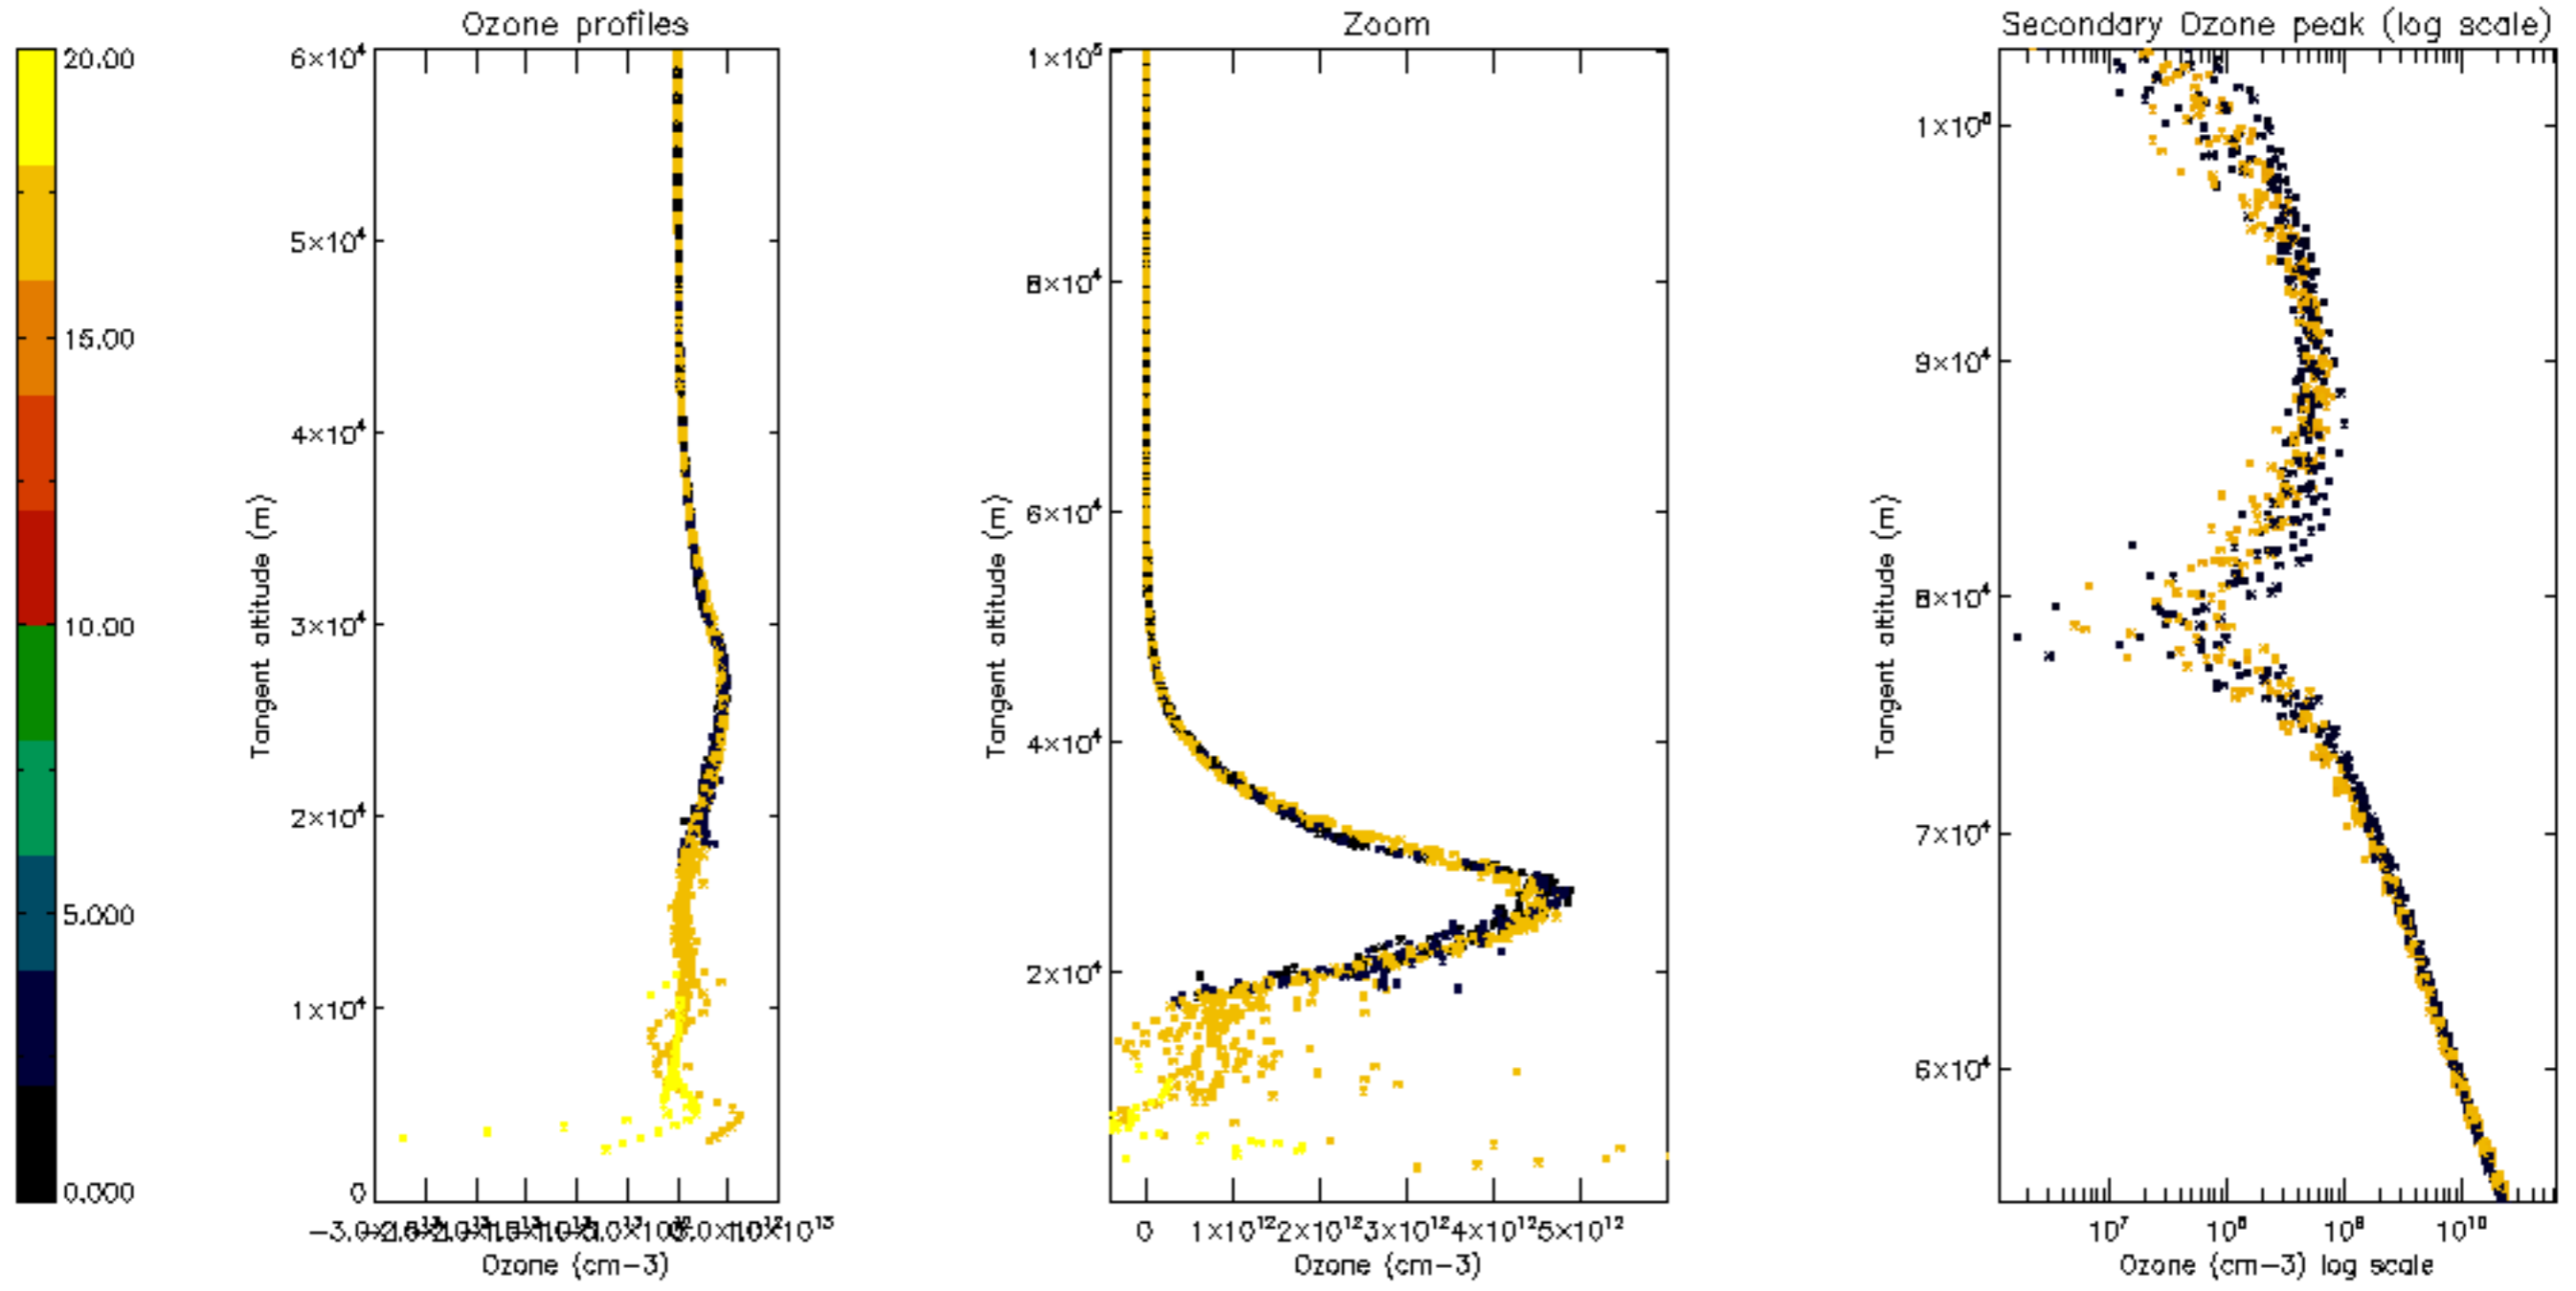 Ozone profiles
Zoom
Secondary Ozone peak (log scale)
20.00
15.00
10.00
5.000
0.000
6×10⁴
5×10⁴
4×10⁴
3×10⁴
2×10⁴
1×10⁴
0
Tangent altitude (m)
Ozone (cm-3)
1×10⁵
8×10⁴
6×10⁴
4×10⁴
2×10⁴
Tangent altitude (m)
0 1×10¹² 2×10¹² 3×10¹² 4×10¹² 5×10¹²
Ozone (cm-3)
1×10⁵
9×10⁴
8×10⁴
7×10⁴
6×10⁴
Tangent altitude (m)
10⁷ 10⁸ 10⁹ 10¹⁰
Ozone (cm-3) log scale